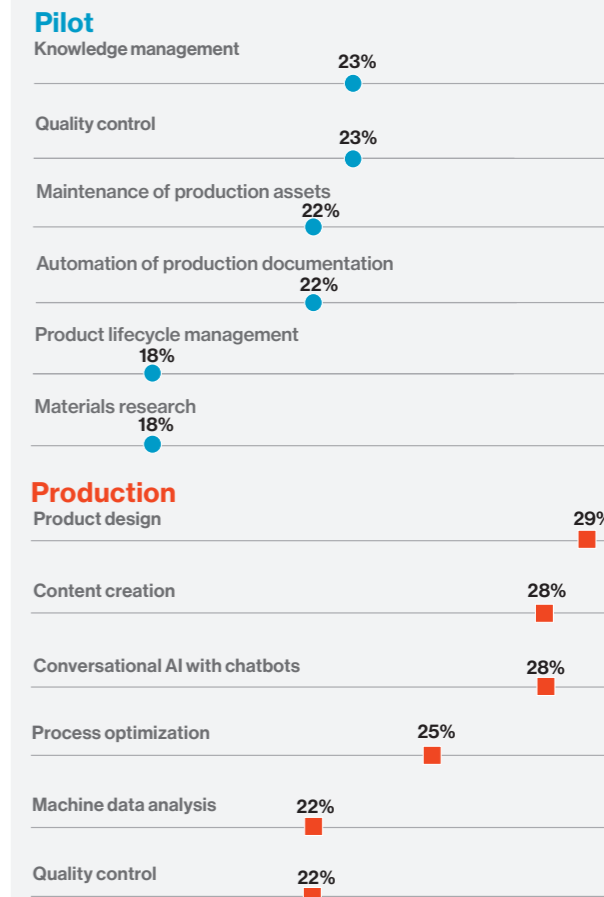 Pilot
Knowledge management
23%
Quality control
23%
Maintenance of production assets
22%
Automation of production documentation
22%
Product lifecycle management
18%
Materials research
18%
Production
Product design
29%
Content creation
28%
Conversational AI with chatbots
28%
Process optimization
25%
Machine data analysis
22%
Quality control
22%